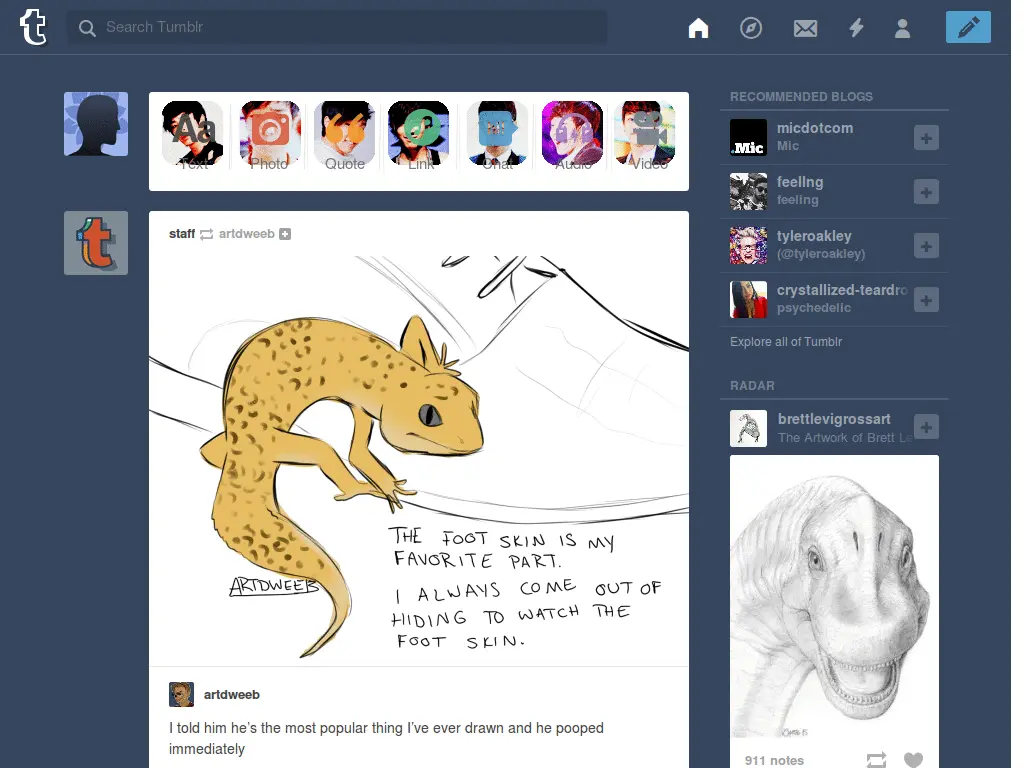 Search Tumblr
Aa
Text
Photo
Quote
Link
Chat
Audio
Video
staff artdweeb
THE FOOT SKIN IS MY
FAVORITE PART.
I ALWAYS COME OUT OF
HIDING TO WATCH THE
FOOT SKIN.
ARTDWEEB
artdweeb
I told him he's the most popular thing I've ever drawn and he pooped
immediately
RECOMMENDED BLOGS
.Mic
micdotcom
Mic
feellng
feeling
tyleroakley
(@tyleroakley)
crystallized-teardro
psychedelic
Explore all of Tumblr
RADAR
brettlevigrossart
The Artwork of Brett Le
911 notes